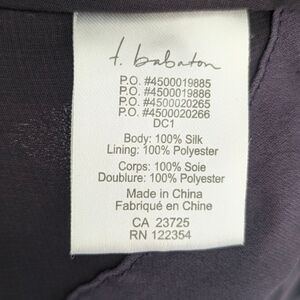 t. babaton
P.O. #4500019885
P.O. #4500019886
P.O. #4500020265
P.O. #4500020266
DC1
Body: 100% Silk
Lining: 100% Polyester
Corps: 100% Soie
Doublure: 100% Polyester
Made in China
Fabriqué en Chine
CA 23725
RN 122354